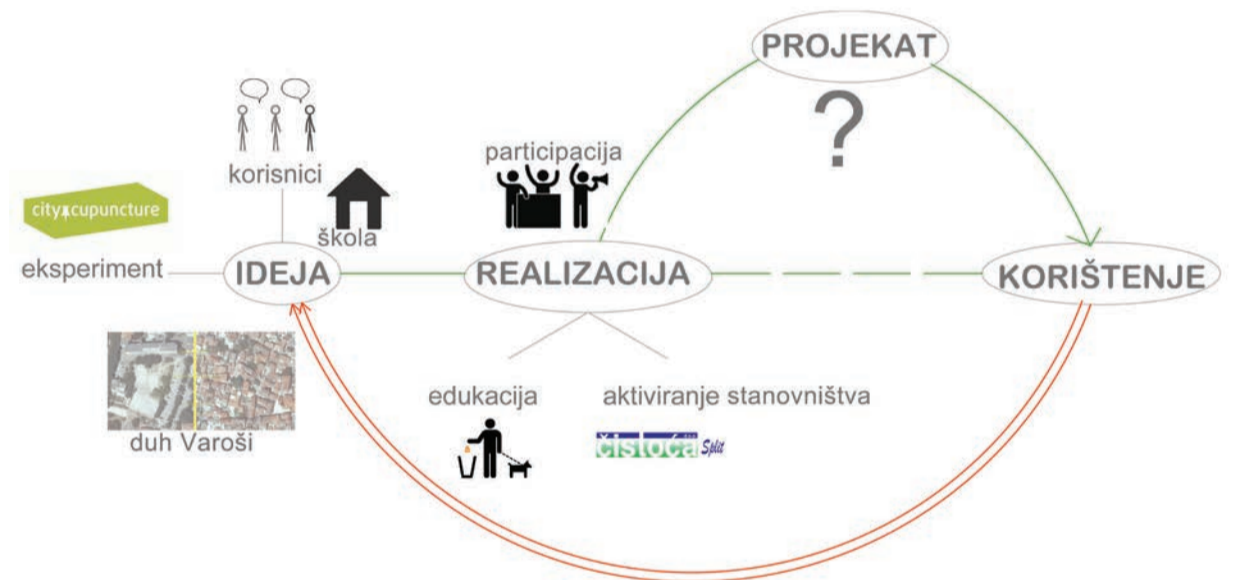 PROJEKAT
?
korisnici
participacija
cityacupuncture
škola
eksperiment
IDEJA
REALIZACIJA
KORIŠTENJE
duh Varoši
edukacija
aktiviranje stanovništva
čistoća Split